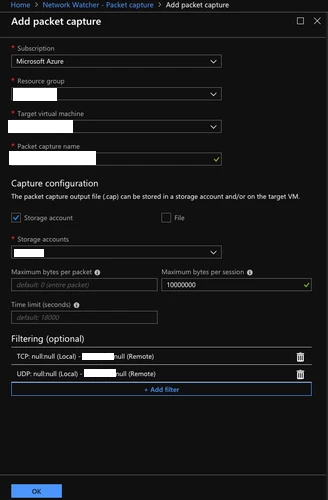 Home > Network Watcher - Packet capture > Add packet capture
Add packet capture
* Subscription
Microsoft Azure
* Resource group
* Target virtual machine
* Packet capture name
Capture configuration
The packet capture output file (.cap) can be stored in a storage account and/or on the target VM.
Storage account File
* Storage accounts
Maximum bytes per packet Maximum bytes per session
default: 0 (entire packet) 10000000
Time limit (seconds)
default: 18000
Filtering (optional)
TCP: null:null (Local) - null (Remote)
UDP: null:null (Local) - null (Remote)
+ Add filter
OK